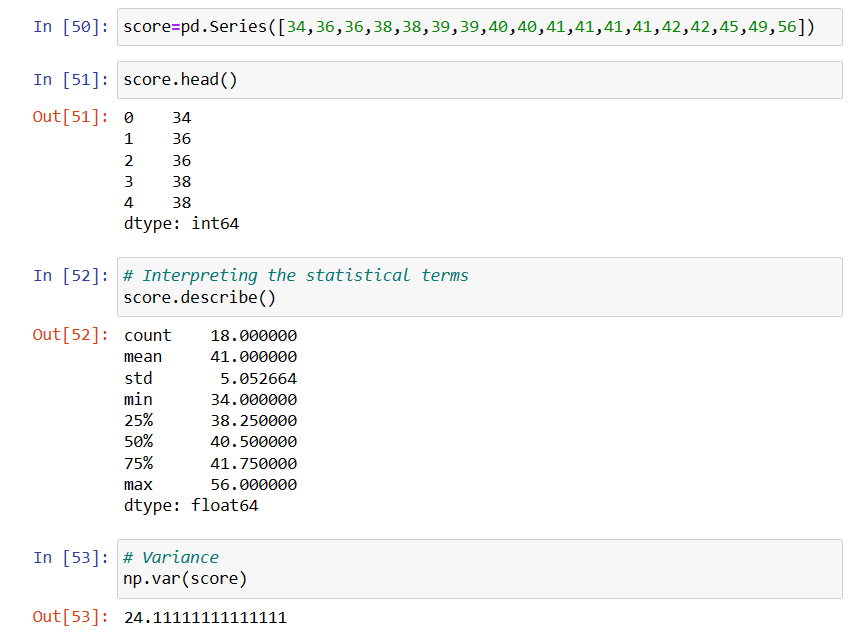 In [50]: score=pd.Series([34,36,36,38,38,39,39,40,40,41,41,41,41,42,42,45,49,56])
In [51]: score.head()
Out[51]: 0    34
1    36
2    36
3    38
4    38
dtype: int64
In [52]: # Interpreting the statistical terms
score.describe()
Out[52]: count    18.000000
mean     41.000000
std       5.052664
min      34.000000
25%      38.250000
50%      40.500000
75%      41.750000
max      56.000000
dtype: float64
In [53]: # Variance
np.var(score)
Out[53]: 24.11111111111111